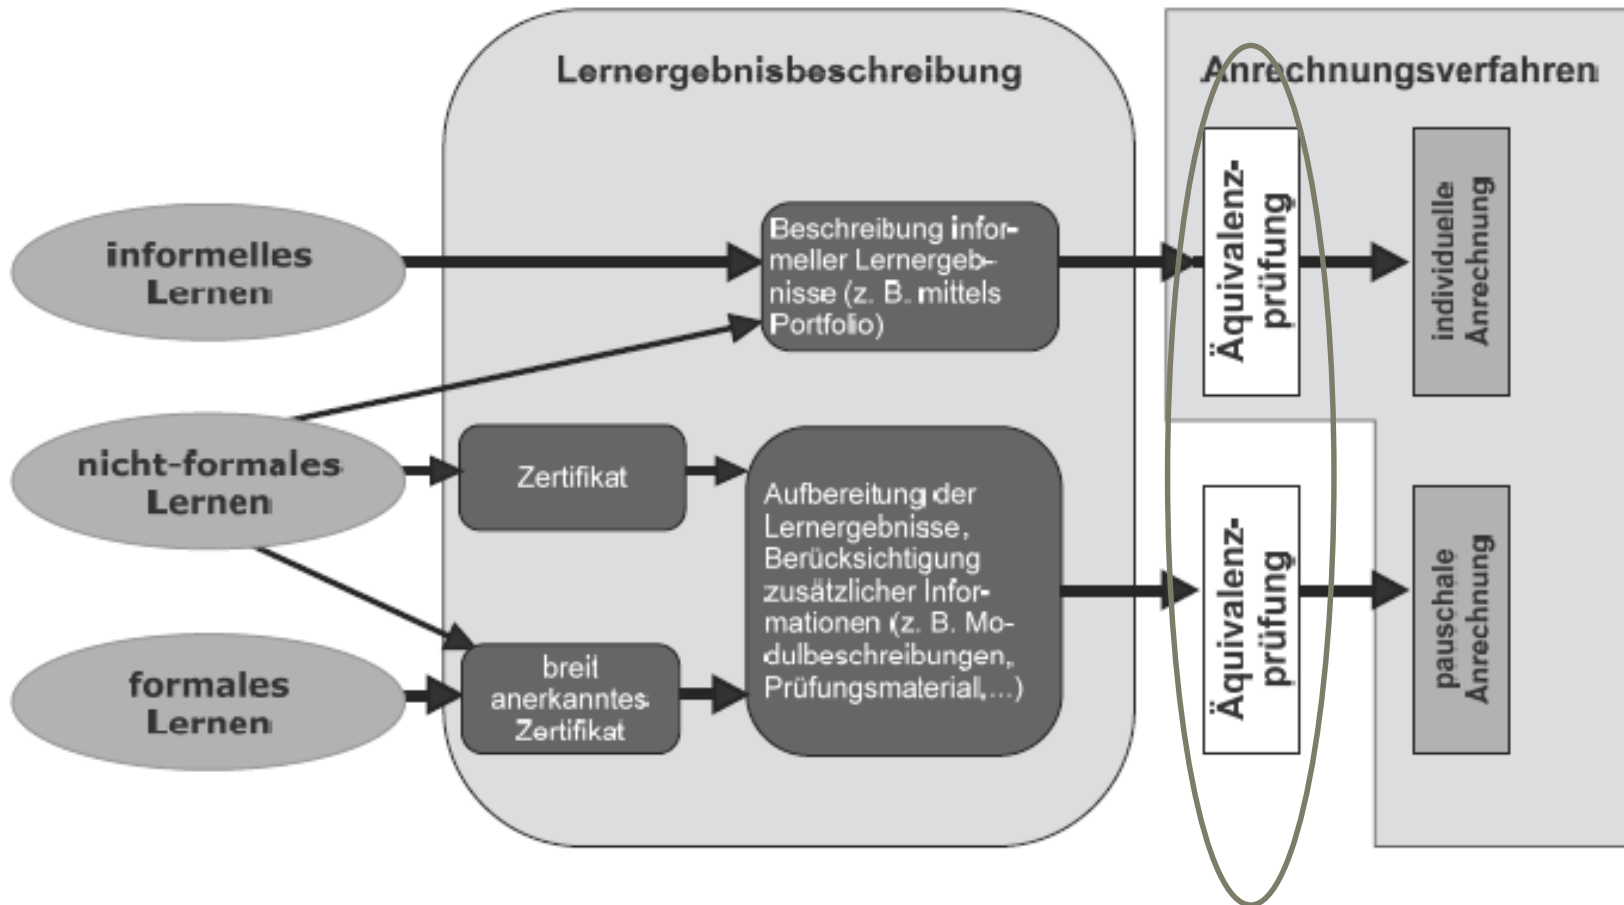 Lernergebnisbeschreibung
Anrechnungsverfahren
informelles
Lernen
Beschreibung infor-
meller Lernergeb-
nisse (z. B. mittels
Portfolio)
Äquivalenz-
prüfung
individuelle
Anrechnung
nicht-formales
Lernen
Zertifikat
Aufbereitung der
Lernergebnisse,
Berücksichtigung
zusätzlicher Infor-
mationen (z. B. Mo-
dulbeschreibungen,
Prüfungsmaterial,...)
Äquivalenz-
prüfung
pauschale
Anrechnung
formales
Lernen
breit
anerkanntes
Zertifikat